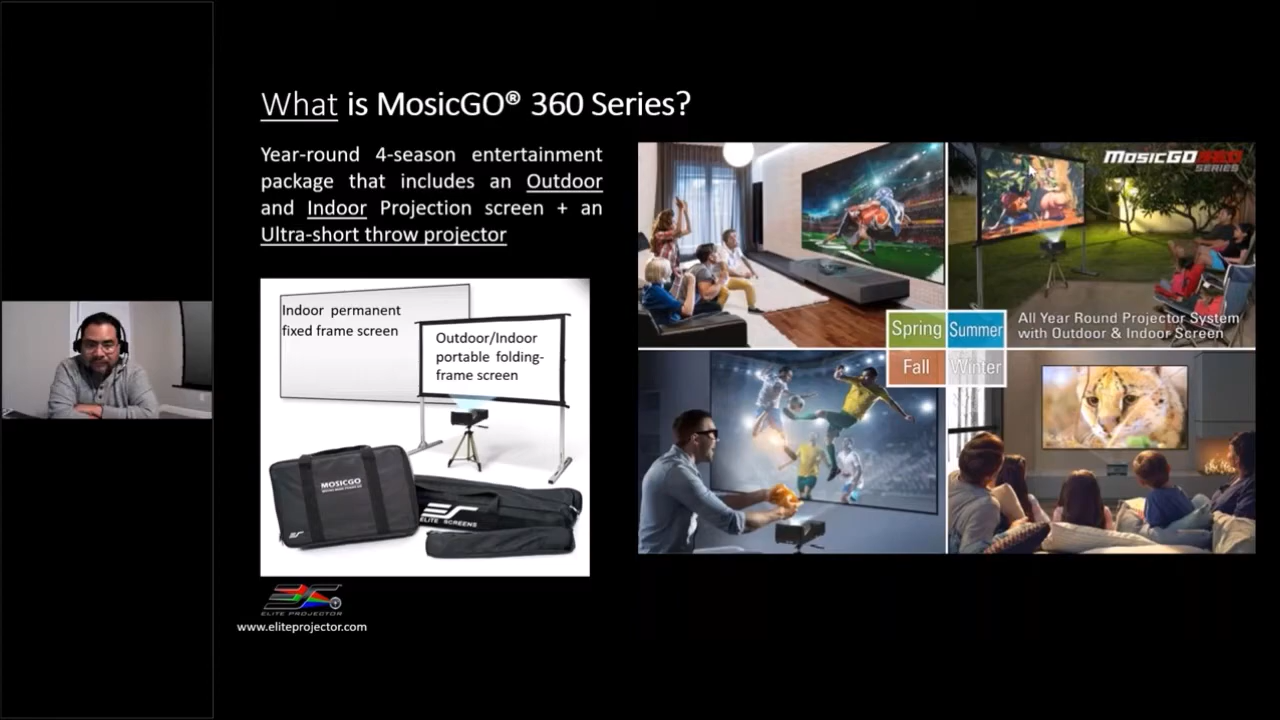 What is MosicGO® 360 Series?
Year-round 4-season entertainment
package that includes an Outdoor
and Indoor Projection screen + an
Ultra-short throw projector
Indoor permanent
fixed frame screen
Outdoor/Indoor
portable folding-
frame screen
MOSICGO
ELITE SCREENS
MosicGO 360
SERIES
All Year Round Projector System
with Outdoor & Indoor Screen
Spring Summer
Fall Winter
ELITE PROJECTOR
www.eliteprojector.com